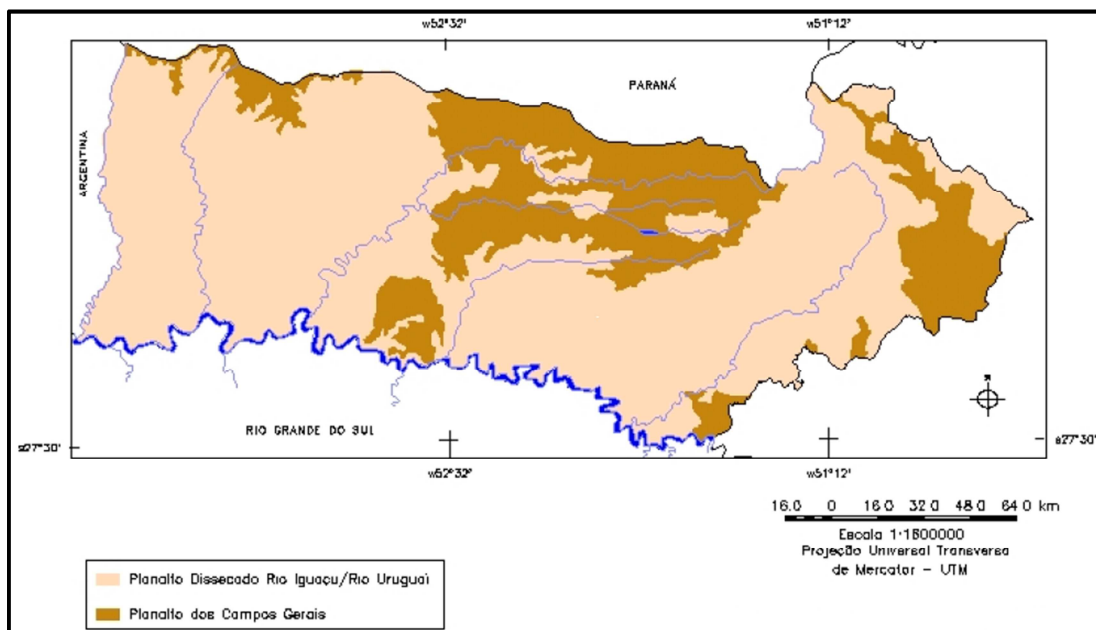 w52°32' w51°12'
PARANÁ
ARGENTINA
RIO GRANDE DO SUL
N
s27°30' s27°30'
w52°32' w51°12'
16.0 0 16.0 32.0 48.0 64.0 km
Escala 1:1600000
Projeção Universal Transversa
de Mercator - UTM
Planalto Dissecado Rio Iguaçu/Rio Uruguai
Planalto dos Campos Gerais